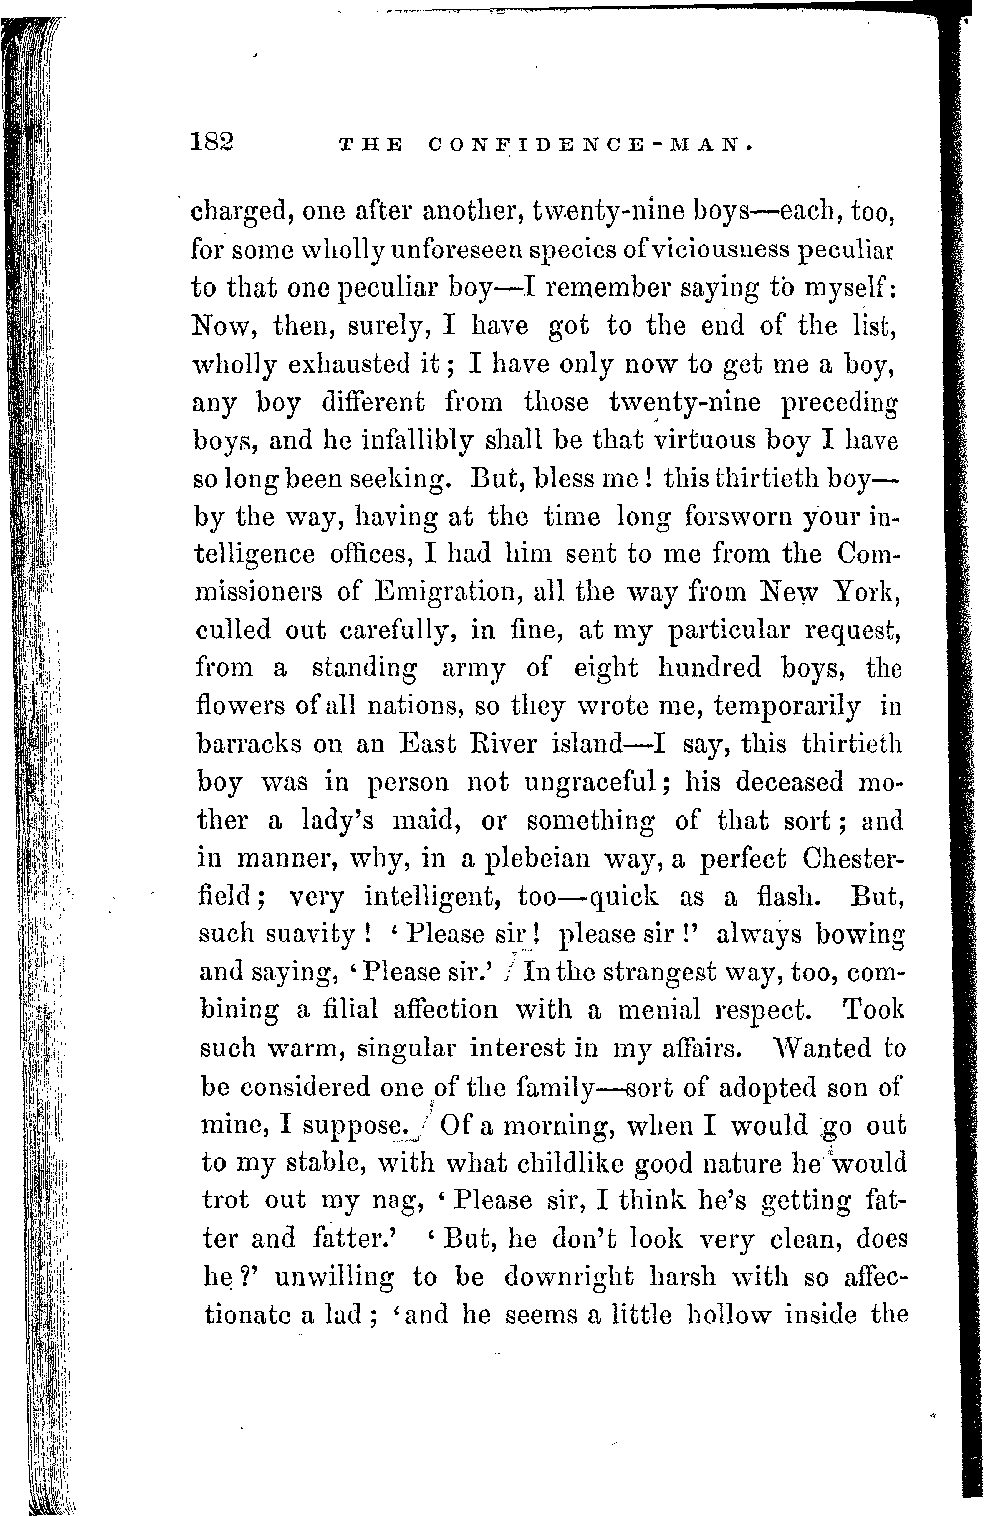 182 THE CONFIDENCE-MAN.
charged, one after another, twenty-nine boys—each, too,
for some wholly unforeseen species of viciousness peculiar
to that one peculiar boy—I remember saying to myself:
Now, then, surely, I have got to the end of the list,
wholly exhausted it; I have only now to get me a boy,
any boy different from those twenty-nine preceding
boys, and he infallibly shall be that virtuous boy I have
so long been seeking. But, bless me! this thirtieth boy—
by the way, having at the time long forsworn your in-
telligence offices, I had him sent to me from the Com-
missioners of Emigration, all the way from New York,
culled out carefully, in fine, at my particular request,
from a standing army of eight hundred boys, the
flowers of all nations, so they wrote me, temporarily in
barracks on an East River island—I say, this thirtieth
boy was in person not ungraceful; his deceased mo-
ther a lady's maid, or something of that sort; and
in manner, why, in a plebeian way, a perfect Chester-
field; very intelligent, too—quick as a flash. But,
such suavity! ‘Please sir! please sir!’ always bowing
and saying, ‘Please sir.’ In the strangest way, too, com-
bining a filial affection with a menial respect. Took
such warm, singular interest in my affairs. Wanted to
be considered one of the family—sort of adopted son of
mine, I suppose. Of a morning, when I would go out
to my stable, with what childlike good nature he would
trot out my nag, ‘Please sir, I think he's getting fat-
ter and fatter.’ ‘But, he don't look very clean, does
he?’ unwilling to be downright harsh with so affec-
tionate a lad; ‘and he seems a little hollow inside the